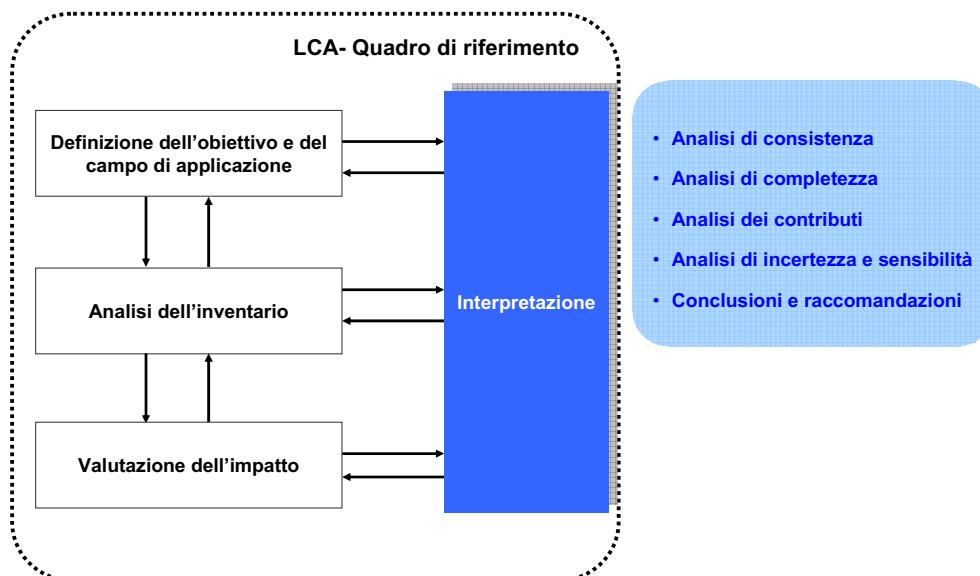 LCA- Quadro di riferimento
Definizione dell'obiettivo e del
campo di applicazione
Analisi dell'inventario
Valutazione dell'impatto
Interpretazione
• Analisi di consistenza
• Analisi di completezza
• Analisi dei contributi
• Analisi di incertezza e sensibilità
• Conclusioni e raccomandazioni